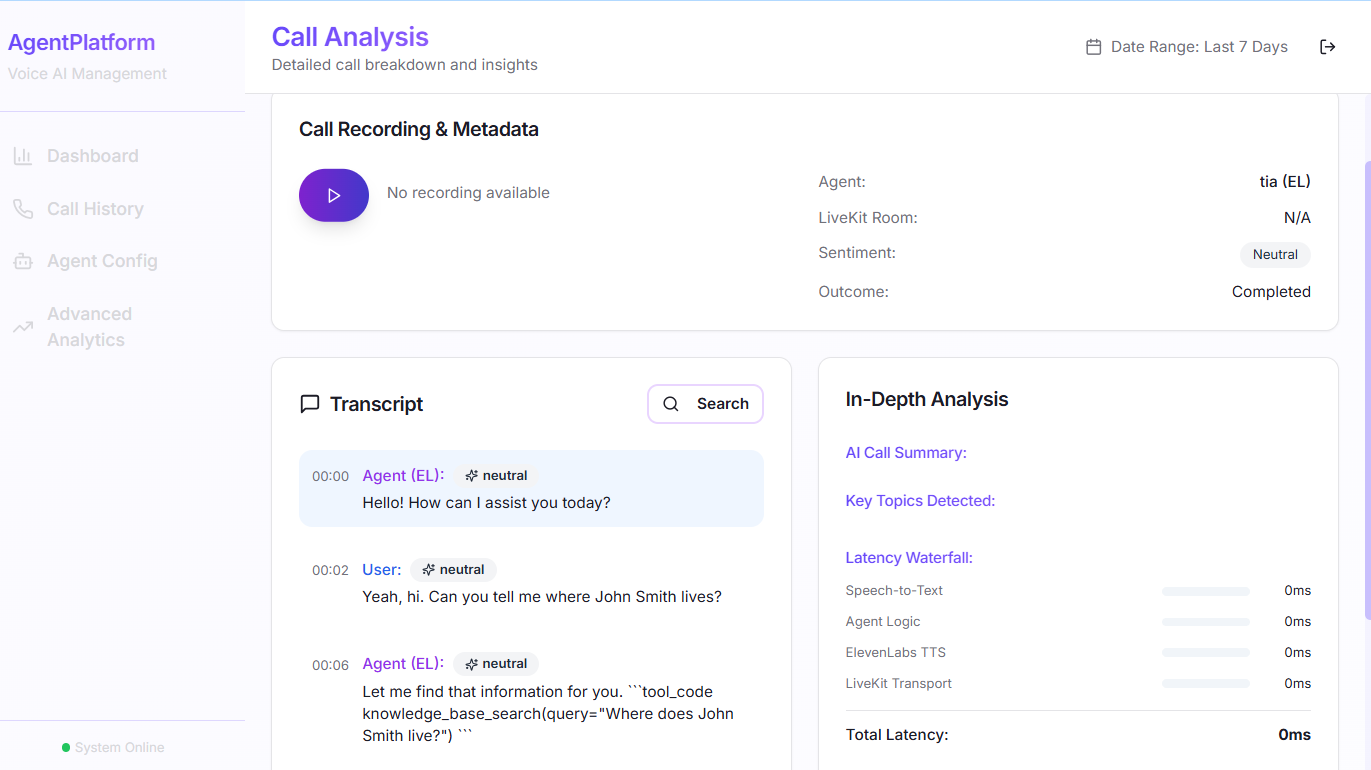 AgentPlatform
Voice AI Management
Dashboard
Call History
Agent Config
Advanced
Analytics
System Online
Call Analysis
Detailed call breakdown and insights
Date Range: Last 7 Days
Call Recording & Metadata
No recording available
Agent: tia (EL)
LiveKit Room: N/A
Sentiment: Neutral
Outcome: Completed
Transcript
Search
00:00 Agent (EL): neutral
Hello! How can I assist you today?
00:02 User: neutral
Yeah, hi. Can you tell me where John Smith lives?
00:06 Agent (EL): neutral
Let me find that information for you. ```tool_code
knowledge_base_search(query="Where does John
Smith live?") ```
In-Depth Analysis
AI Call Summary:
Key Topics Detected:
Latency Waterfall:
Speech-to-Text 0ms
Agent Logic 0ms
ElevenLabs TTS 0ms
LiveKit Transport 0ms
Total Latency: 0ms